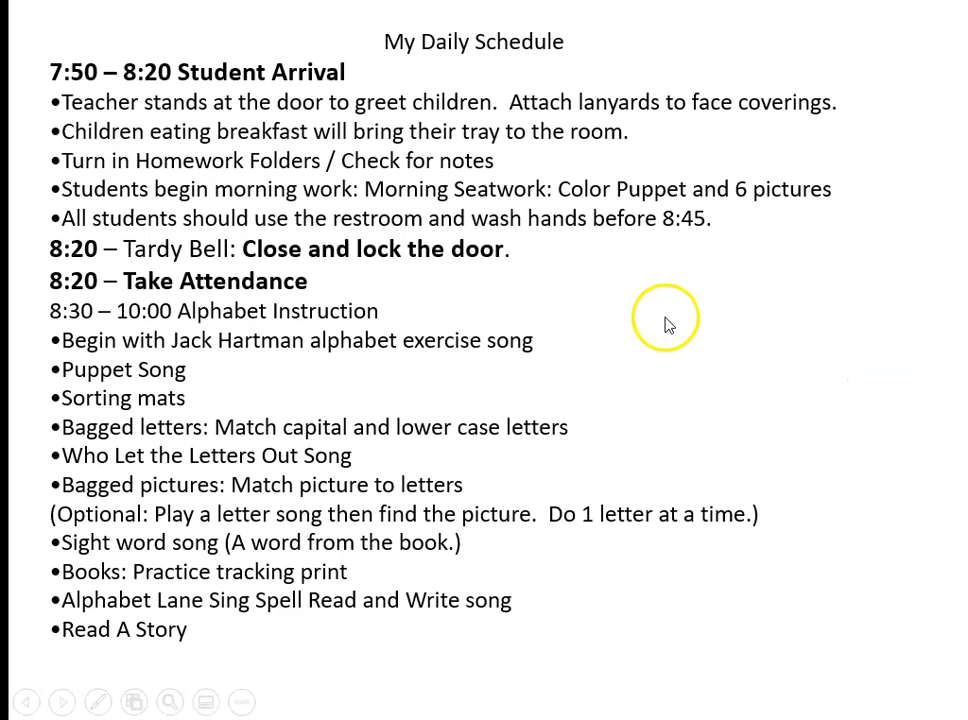 My Daily Schedule
7:50 – 8:20 Student Arrival
•Teacher stands at the door to greet children.  Attach lanyards to face coverings.
•Children eating breakfast will bring their tray to the room.
•Turn in Homework Folders / Check for notes
•Students begin morning work: Morning Seatwork: Color Puppet and 6 pictures
•All students should use the restroom and wash hands before 8:45.
8:20 – Tardy Bell: Close and lock the door.
8:20 – Take Attendance
8:30 – 10:00 Alphabet Instruction
•Begin with Jack Hartman alphabet exercise song
•Puppet Song
•Sorting mats
•Bagged letters: Match capital and lower case letters
•Who Let the Letters Out Song
•Bagged pictures: Match picture to letters
(Optional: Play a letter song then find the picture.  Do 1 letter at a time.)
•Sight word song (A word from the book.)
•Books: Practice tracking print
•Alphabet Lane Sing Spell Read and Write song
•Read A Story